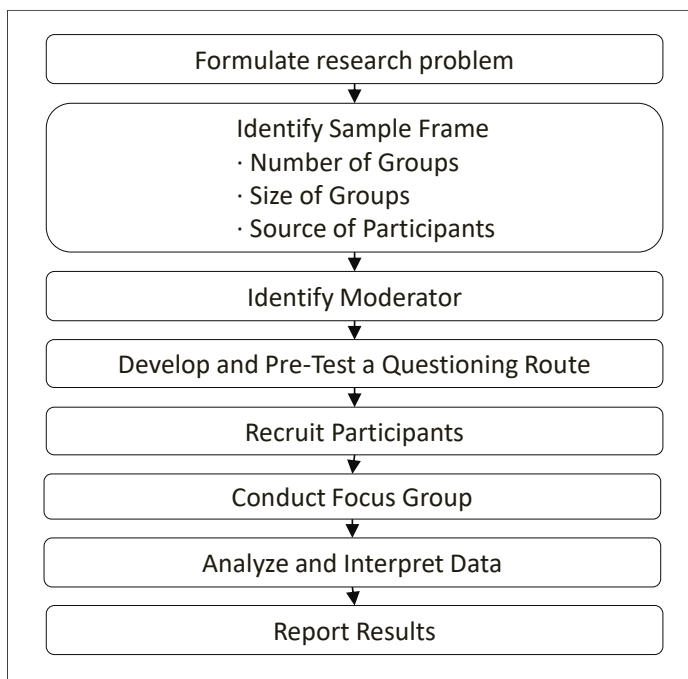 Formulate research problem
Identify Sample Frame
· Number of Groups
· Size of Groups
· Source of Participants
Identify Moderator
Develop and Pre-Test a Questioning Route
Recruit Participants
Conduct Focus Group
Analyze and Interpret Data
Report Results